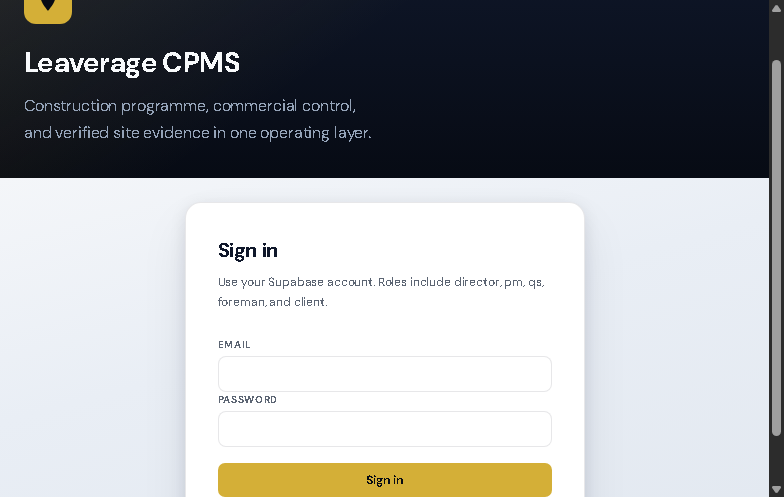 Leaverage CPMS
Construction programme, commercial control,
and verified site evidence in one operating layer.
Sign in
Use your Supabase account. Roles include director, pm, qs,
foreman, and client.
EMAIL
PASSWORD
Sign in